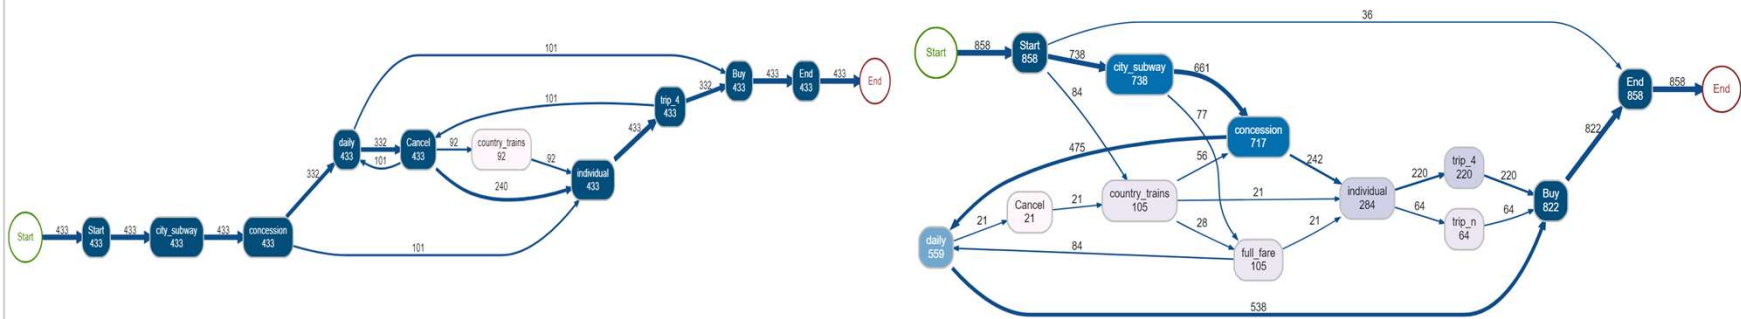 Start
433
Start
433
433
city_subway
433
433
concession
433
332
101
daily
433
101
332
101
Cancel
433
101
92
country_trains
92
92
240
individual
433
433
trip_4
433
332
Buy
433
433
End
433
433
End
Start
858
Start
858
36
738
84
city_subway
738
661
77
concession
717
475
242
56
country_trains
105
21
28
Cancel
21
21
21
daily
559
84
full_fare
105
21
individual
284
220
64
trip_4
220
220
trip_n
64
64
538
Buy
822
822
End
858
858
End